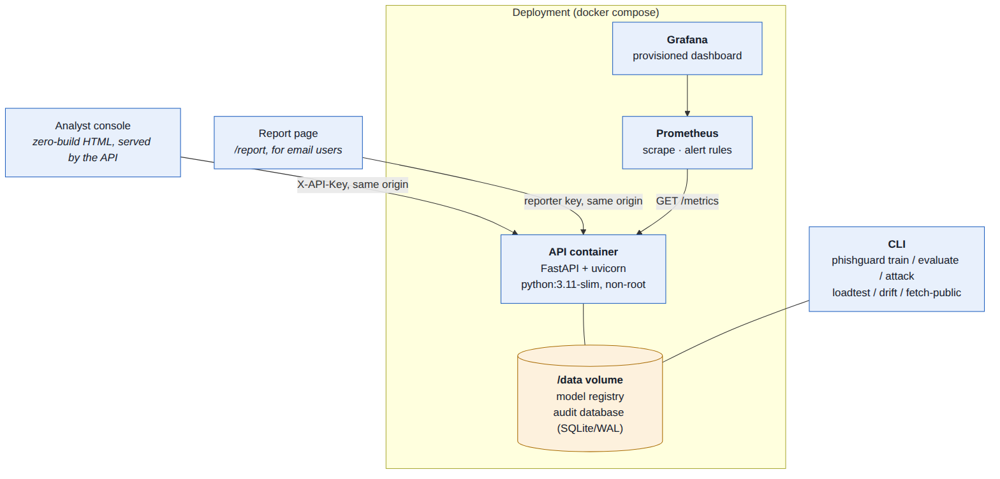 Deployment (docker compose)
Grafana
provisioned dashboard
Analyst console
zero-build HTML, served
by the API
Report page
/report, for email users
Prometheus
scrape · alert rules
X-API-Key, same origin
reporter key, same origin
GET /metrics
API container
FastAPI + uvicorn
python:3.11-slim, non-root
CLI
phishguard train / evaluate
/ attack
loadtest / drift / fetch-public
/data volume
model registry
audit database
(SQLite/WAL)